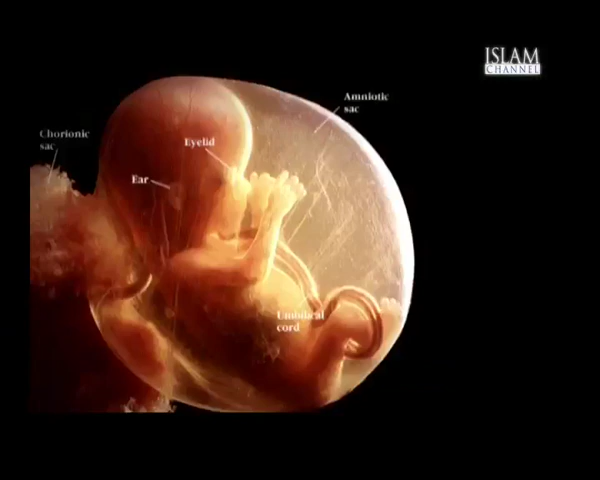 ISLAM
CHANNEL
Amniotic
sac
Chorionic
sac
Eyelid
Ear
Umbilical
cord